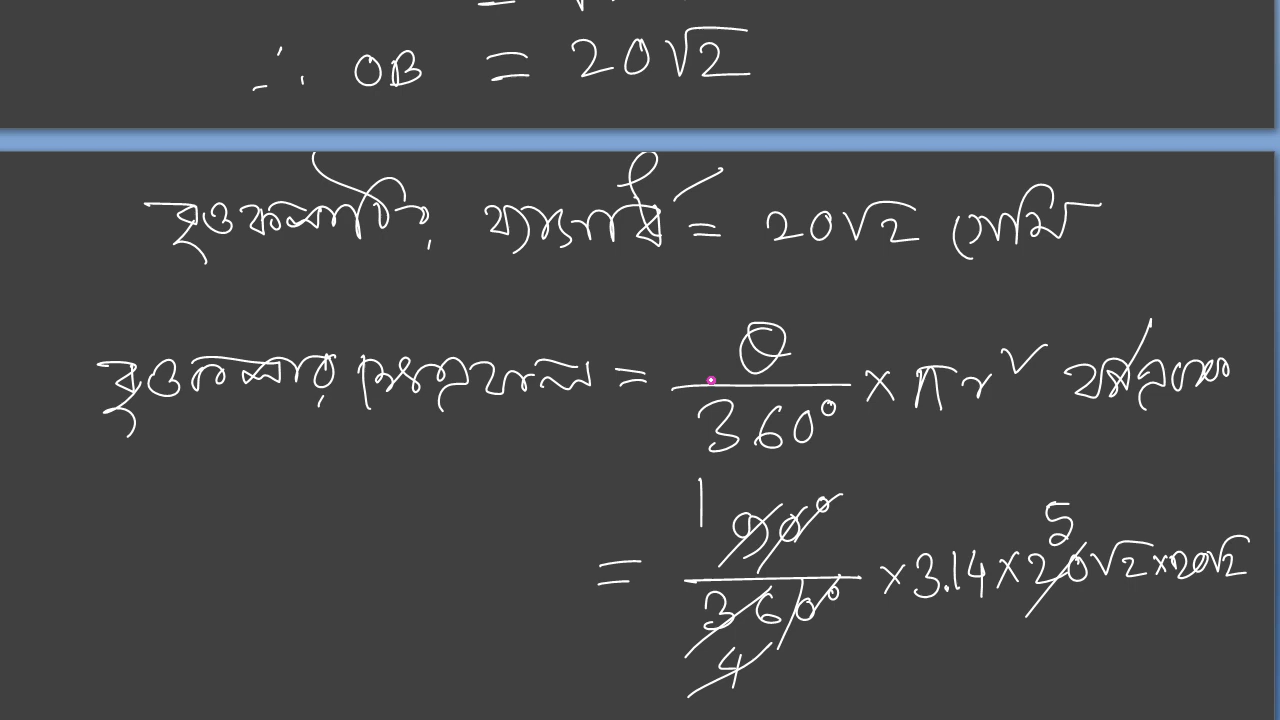 ∴ OB = 20√2
বৃত্তকলাটির ব্যাসার্ধ = 20√2 সেমি
বৃত্তকলার ক্ষেত্রফল = θ/360° × πr² বর্গএকক
= 90°/360° × 3.14 × 20√2 × 20√2
1 4 5